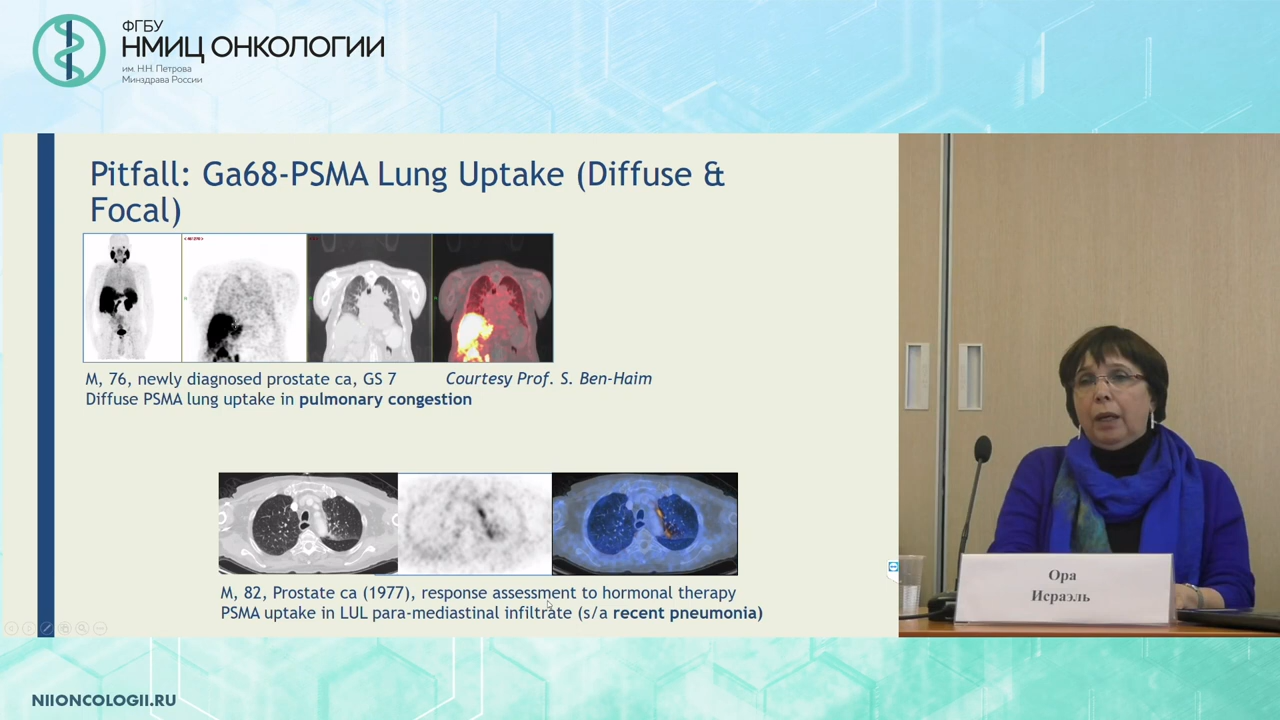 ФГБУ
НМИЦ ОНКОЛОГИИ
им. Н.Н. Петрова
Минздрава России
Pitfall: Ga68-PSMA Lung Uptake (Diffuse &
Focal)
M, 76, newly diagnosed prostate ca, GS 7 Courtesy Prof. S. Ben-Haim
Diffuse PSMA lung uptake in pulmonary congestion
M, 82, Prostate ca (1977), response assessment to hormonal therapy
PSMA uptake in LUL para-mediastinal infiltrate (s/a recent pneumonia)
Ора
Исраэль
NIIONCOLOGII.RU